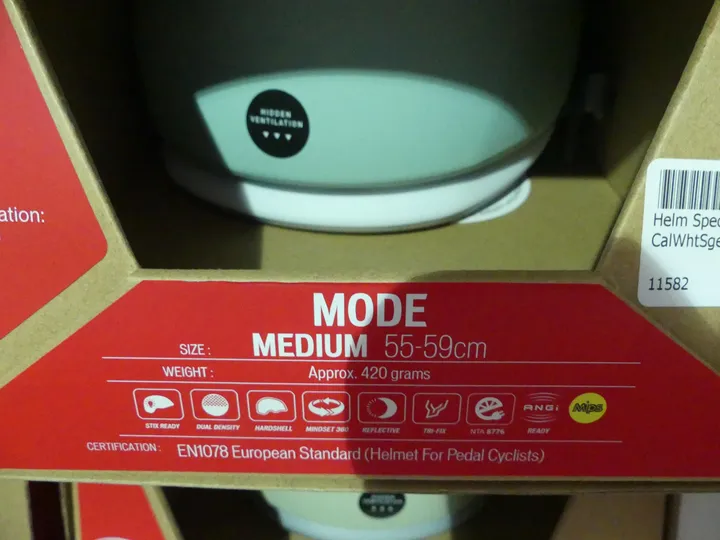 HIDDEN
VENTILATION
ation:
Helm Spec
CalWhtSge
11582
MODE
SIZE : MEDIUM 55-59cm
WEIGHT : Approx. 420 grams
STIX READY DUAL DENSITY HARDSHELL MINDSET 360 REFLECTIVE TRI-FIX NTA 8776 ANGi READY Mips
CERTIFICATION : EN1078 European Standard (Helmet For Pedal Cyclists)
HIDDEN
VENTILATION